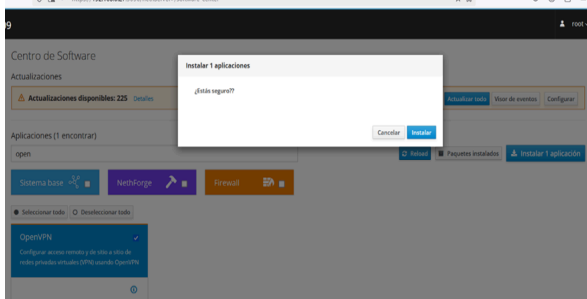 root
Centro de Software
Actualizaciones
Actualizaciones disponibles: 225 Detalles
Actualizar todo
Visor de eventos
Configurar
Instalar 1 aplicaciones
¿Estás seguro??
Cancelar
Instalar
Aplicaciones (1 encontrar)
open
Reload
Paquetes instalados
Instalar 1 aplicación
Sistema base
NethForge
Firewall
Seleccionar todo
Deseleccionar todo
OpenVPN
Configurar acceso remoto y de sitio a sitio de
redes privadas virtuales (VPN) usando OpenVPN